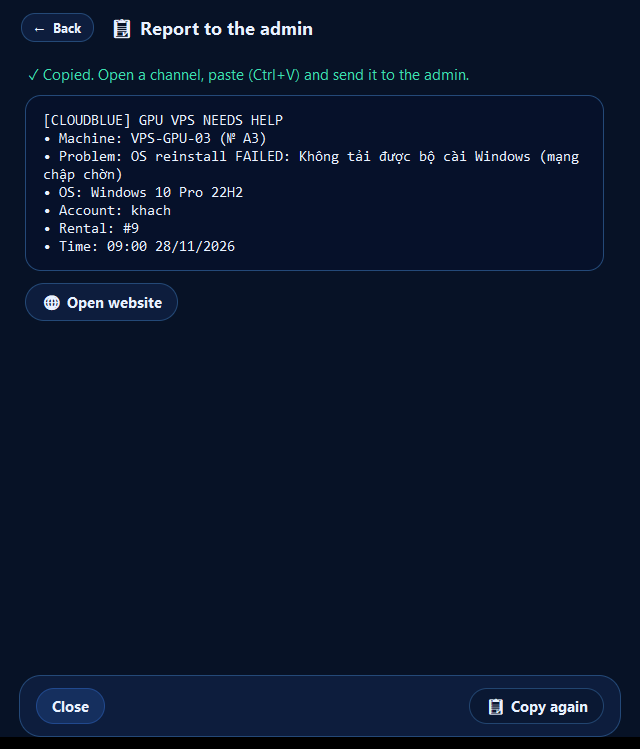 ← Back
Report to the admin
✓ Copied. Open a channel, paste (Ctrl+V) and send it to the admin.
[CLOUDBLUE] GPU VPS NEEDS HELP
• Machine: VPS-GPU-03 (№ A3)
• Problem: OS reinstall FAILED: Không tải được bộ cài Windows (mạng
chập chờn)
• OS: Windows 10 Pro 22H2
• Account: khach
• Rental: #9
• Time: 09:00 28/11/2026
Open website
Close
Copy again